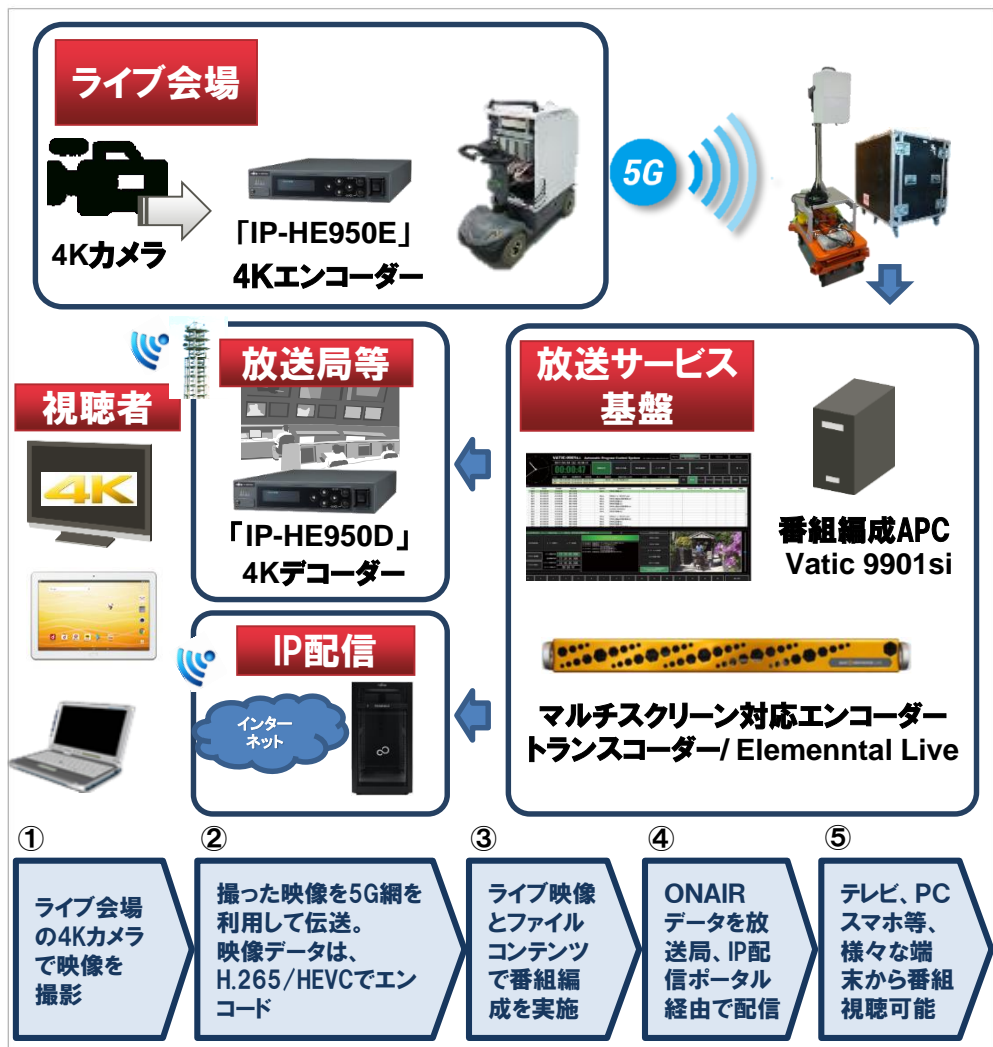 ライブ会場
4Kカメラ
「IP-HE950E」
4Kエンコーダー
5G
放送局等
「IP-HE950D」
4Kデコーダー
視聴者
4K
IP配信
インター
ネット
放送サービス
基盤
00:00:47
番組編成APC
Vatic 9901si
マルチスクリーン対応エンコーダー
トランスコーダー/ Elemenntal Live
①
ライブ会場
の4Kカメラ
で映像を
撮影
②
撮った映像を5G網を
利用して伝送。
映像データは、
H.265/HEVCでエン
コード
③
ライブ映像
とファイル
コンテンツ
で番組編
成を実施
④
ONAIR
データを放
送局、IP配
信ポータル
経由で配信
⑤
テレビ、PC
スマホ等、
様々な端
末から番組
視聴可能